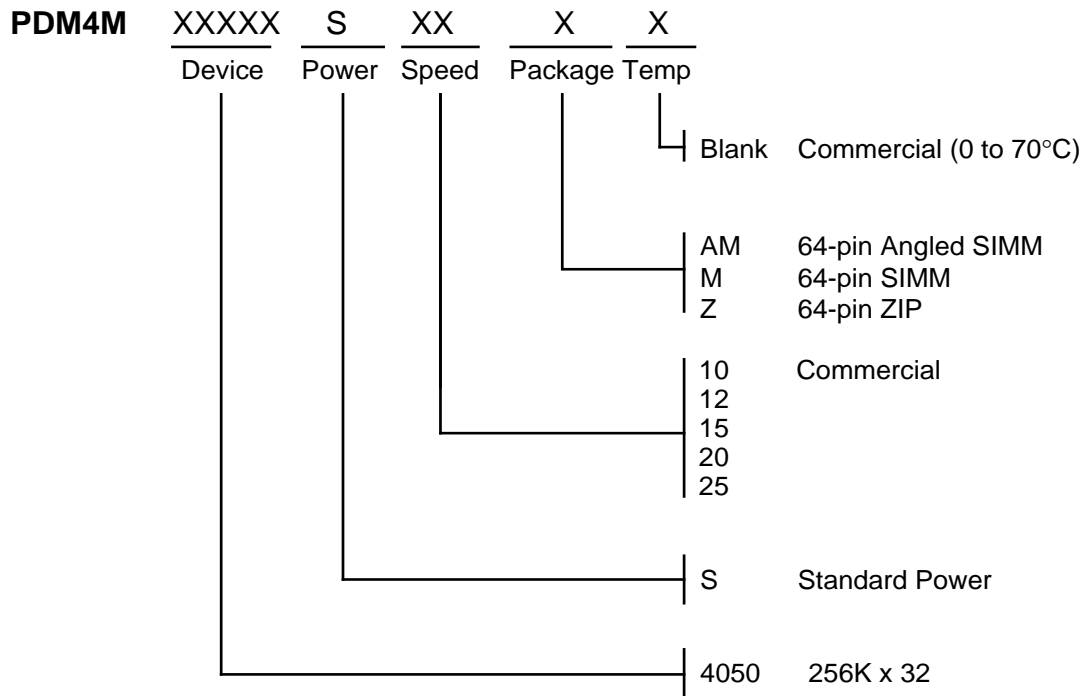 PDM4M XXXXX S XX X X
Device Power Speed Package Temp
Blank Commercial (0 to 70°C)
AM 64-pin Angled SIMM
M 64-pin SIMM
Z 64-pin ZIP
10 Commercial
12
15
20
25
S Standard Power
4050 256K x 32